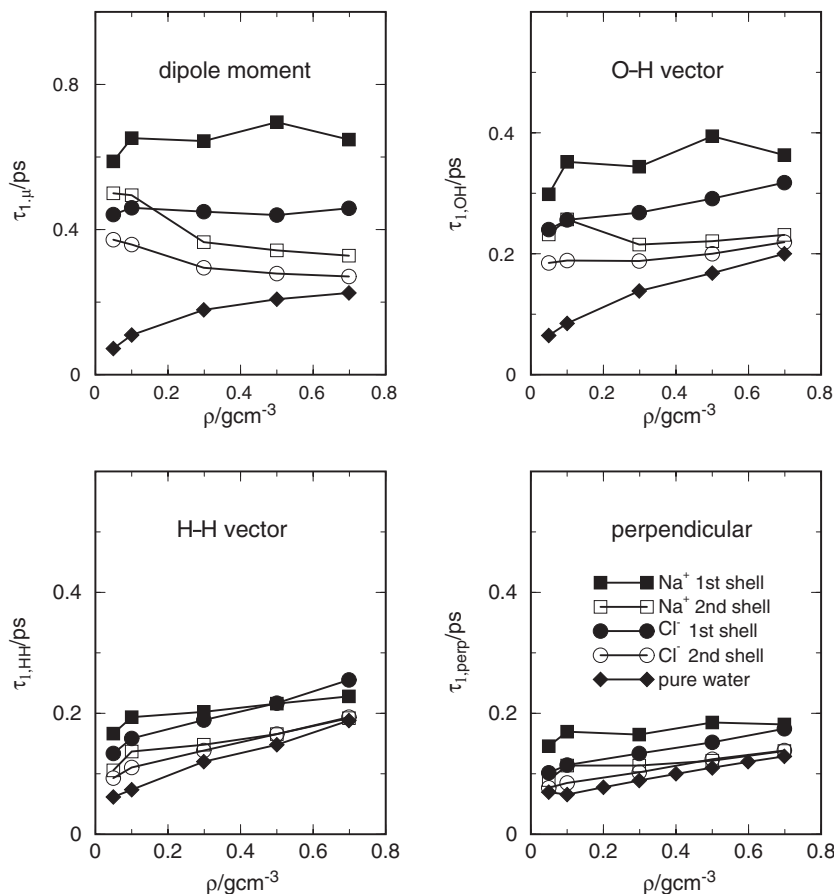 dipole moment
τ1,μ/ps
0.8
0.4
0
0 0.2 0.4 0.6 0.8
ρ/gcm-3
O-H vector
τ1,OH/ps
0.4
0.2
0
0 0.2 0.4 0.6 0.8
ρ/gcm-3
H-H vector
τ1,HH/ps
0.4
0.2
0
0 0.2 0.4 0.6 0.8
ρ/gcm-3
perpendicular
τ1,perp/ps
0.4
0.2
0
0 0.2 0.4 0.6 0.8
ρ/gcm-3
Na+ 1st shell
Na+ 2nd shell
Cl- 1st shell
Cl- 2nd shell
pure water